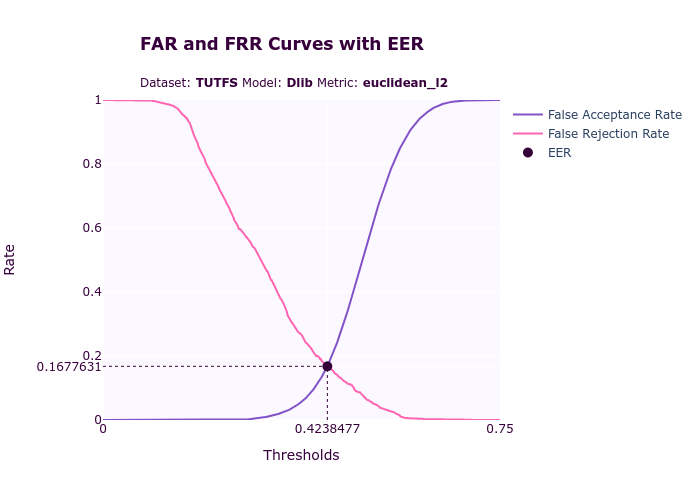 FAR and FRR Curves with EER
Dataset: TUTFS Model: Dlib Metric: euclidean_l2
False Acceptance Rate
False Rejection Rate
EER
Rate
1
0.8
0.6
0.4
0.2
0.1677631
0
0
0.4238477
0.75
Thresholds